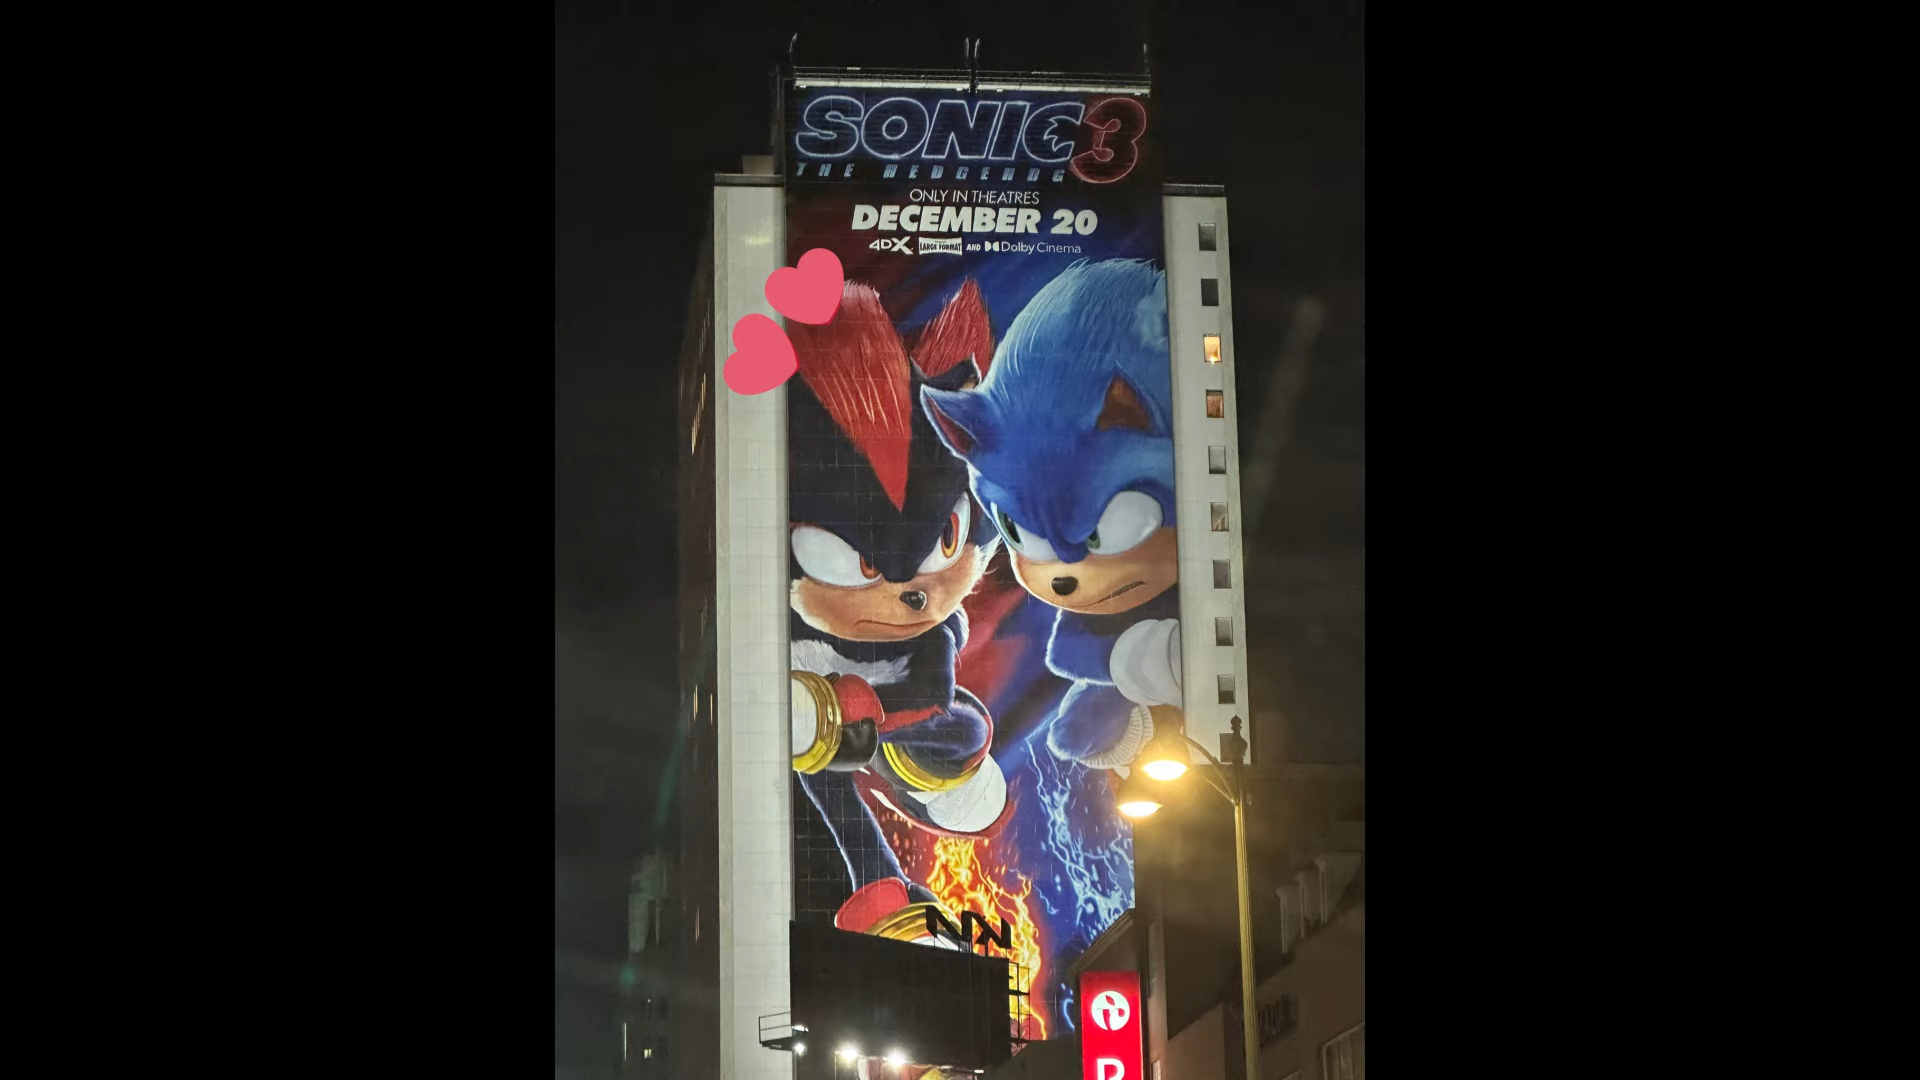 SONIC 3
THE HEDGEHOG
ONLY IN THEATRES
DECEMBER 20
4DX LARGE FORMAT AND Dolby Cinema